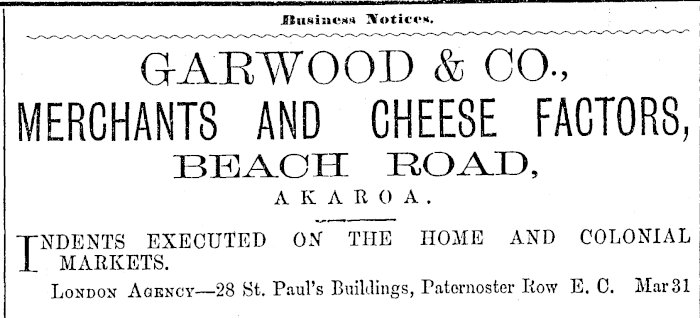 Business Notices.
GARWOOD & CO.,
MERCHANTS AND CHEESE FACTORS,
BEACH ROAD,
AKAROA.
INDENTS EXECUTED ON THE HOME AND COLONIAL
MARKETS.
LONDON AGENCY—28 St. Paul's Buildings, Paternoster Row E. C. Mar 31